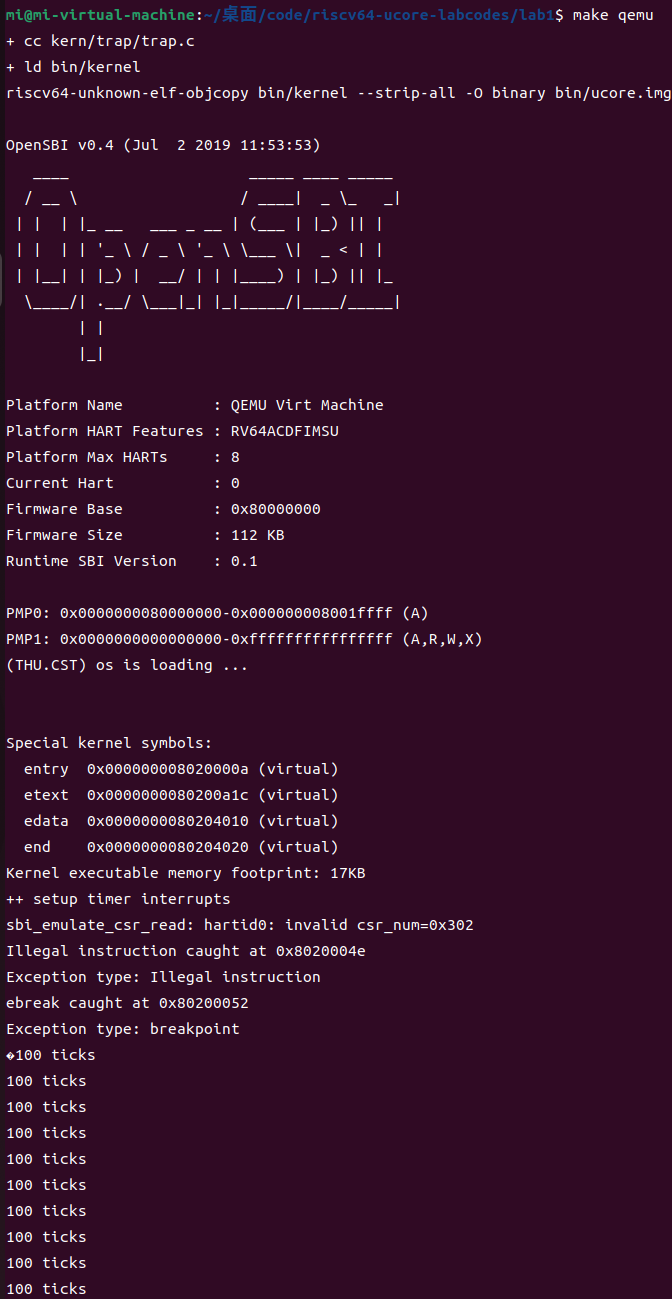 mi@mi-virtual-machine:~/桌面/code/riscv64-ucore-labcodes/lab1$ make qemu
+ cc kern/trap/trap.c
+ ld bin/kernel
riscv64-unknown-elf-objcopy bin/kernel --strip-all -O binary bin/ucore.img

OpenSBI v0.4 (Jul  2 2019 11:53:53)
   ____                    _____ ____ _____
  / __ \                  / ____|  _ \_   _|
 | |  | |_ __   ___ _ __ | (___ | |_) || |
 | |  | | '_ \ / _ \ '_ \ \___ \|  _ < | |
 | |__| | |_) |  __/ | | |____) | |_) || |_
  \____/| .__/ \___|_| |_|_____/|____/_____|
        | |
        |_|

Platform Name          : QEMU Virt Machine
Platform HART Features : RV64ACDFIMSU
Platform Max HARTs     : 8
Current Hart           : 0
Firmware Base          : 0x80000000
Firmware Size          : 112 KB
Runtime SBI Version    : 0.1

PMP0: 0x0000000080000000-0x000000008001ffff (A)
PMP1: 0x0000000000000000-0xffffffffffffffff (A,R,W,X)
(THU.CST) os is loading ...

Special kernel symbols:
  entry  0x000000008020000a (virtual)
  etext  0x0000000080200a1c (virtual)
  edata  0x0000000080204010 (virtual)
  end    0x0000000080204020 (virtual)
Kernel executable memory footprint: 17KB
++ setup timer interrupts
sbi_emulate_csr_read: hartid0: invalid csr_num=0x302
Illegal instruction caught at 0x8020004e
Exception type: Illegal instruction
ebreak caught at 0x80200052
Exception type: breakpoint
�100 ticks
100 ticks
100 ticks
100 ticks
100 ticks
100 ticks
100 ticks
100 ticks
100 ticks
100 ticks